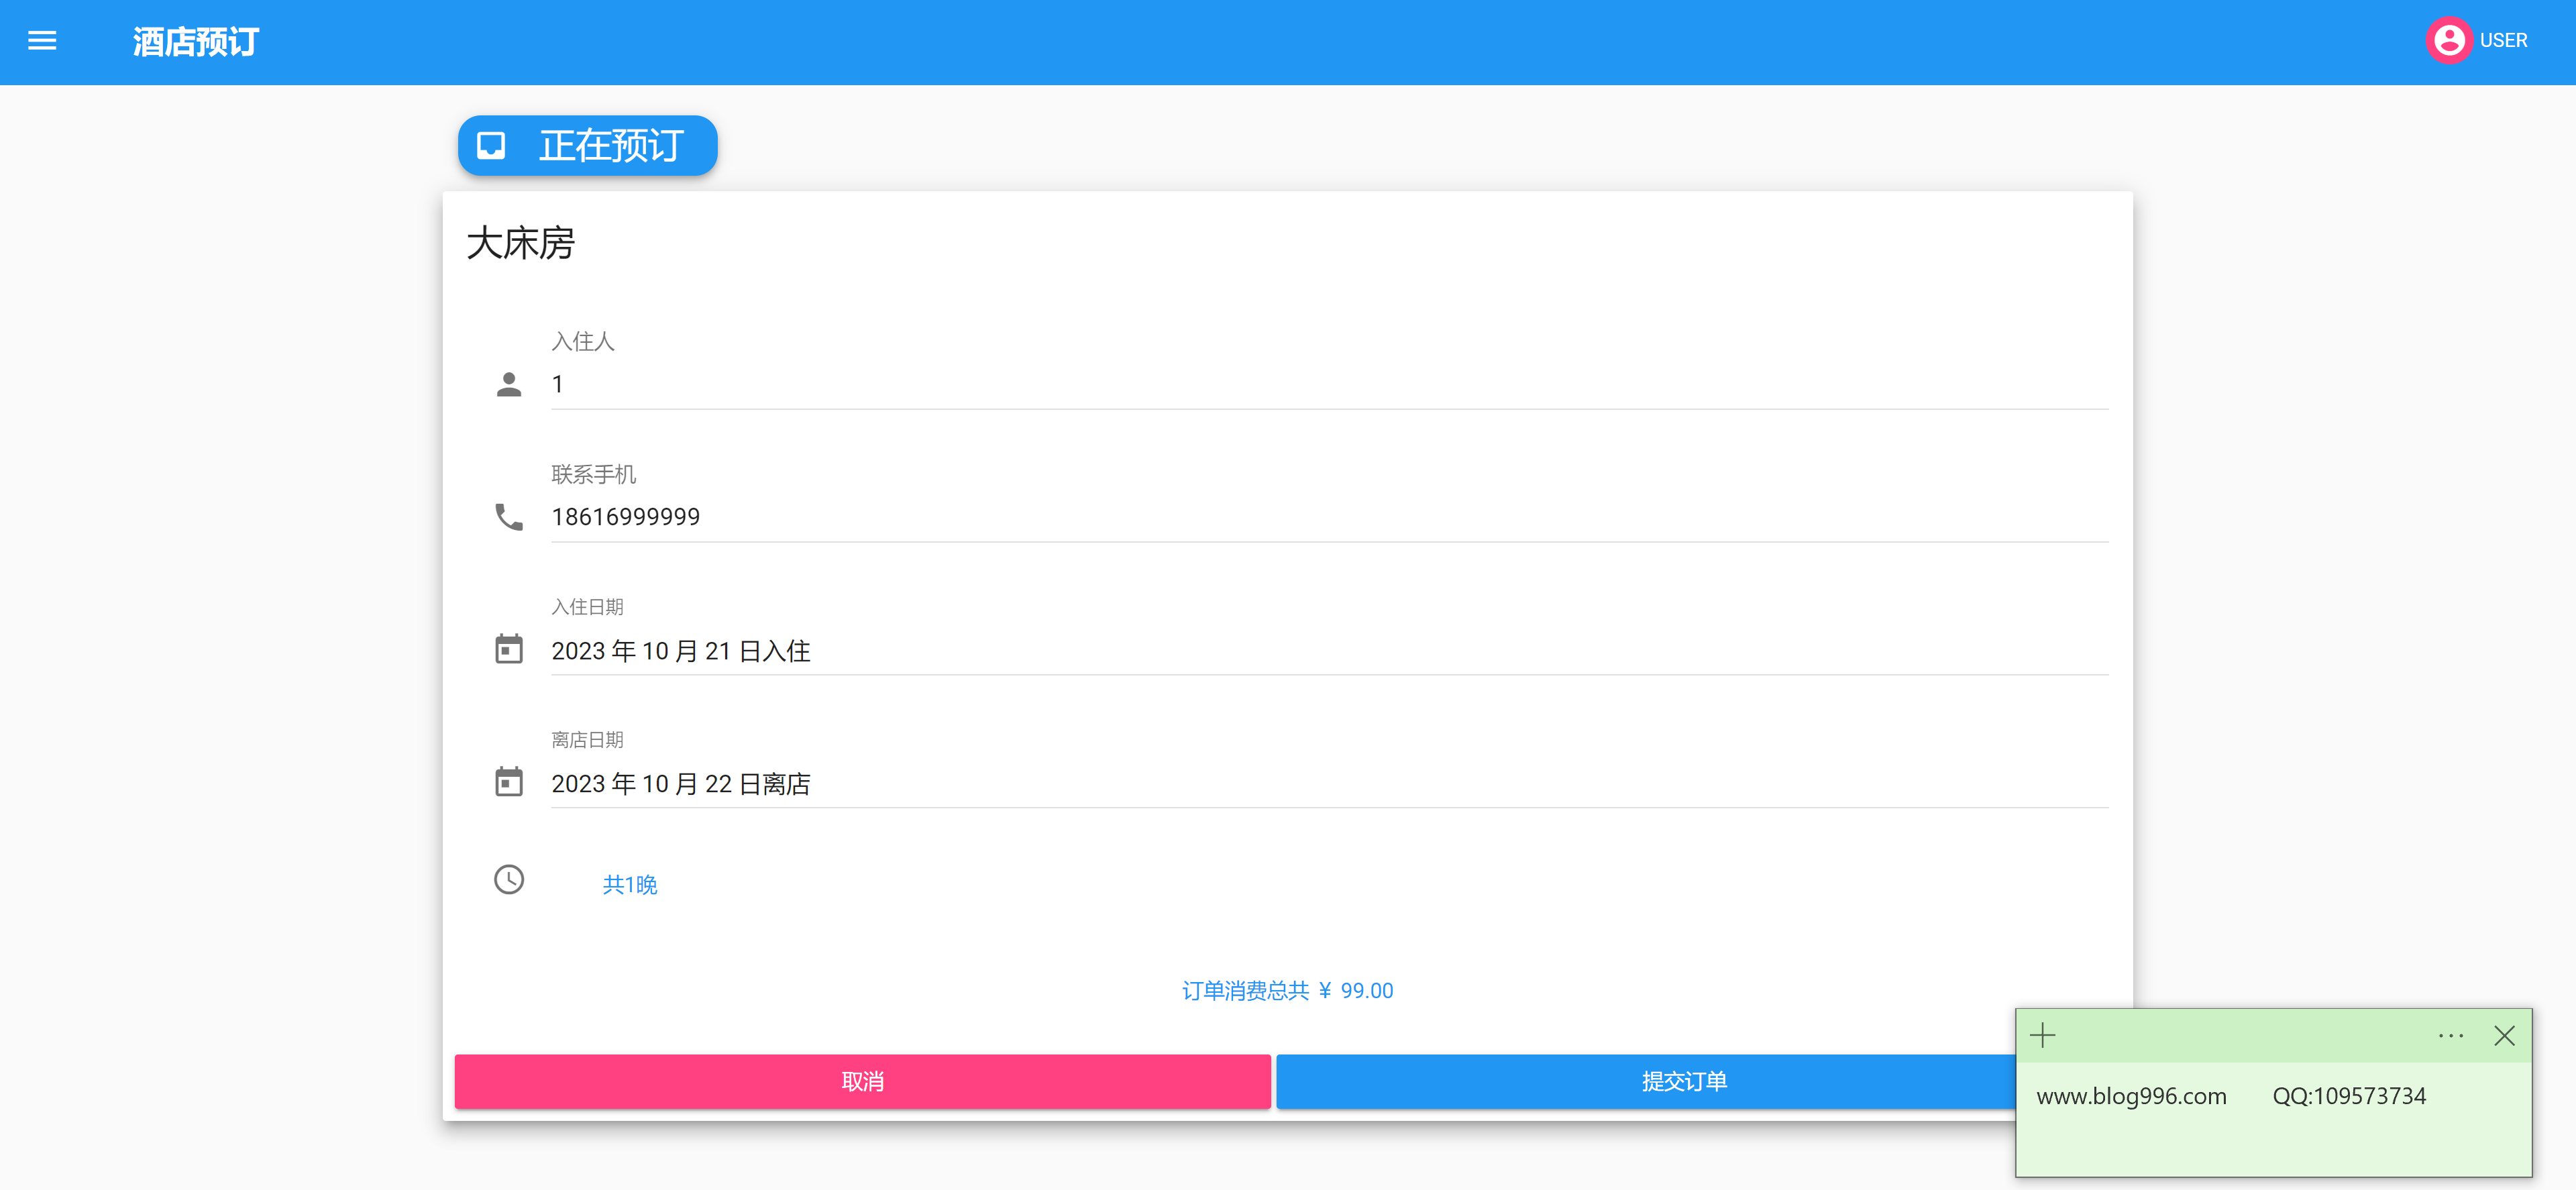 酒店预订
USER
正在预订
大床房
入住人
1
联系手机
18616999999
入住日期
2023 年 10 月 21 日入住
离店日期
2023 年 10 月 22 日离店
共1晚
订单消费总共 ¥ 99.00
取消
提交订单
www.blog996.com QQ:109573734